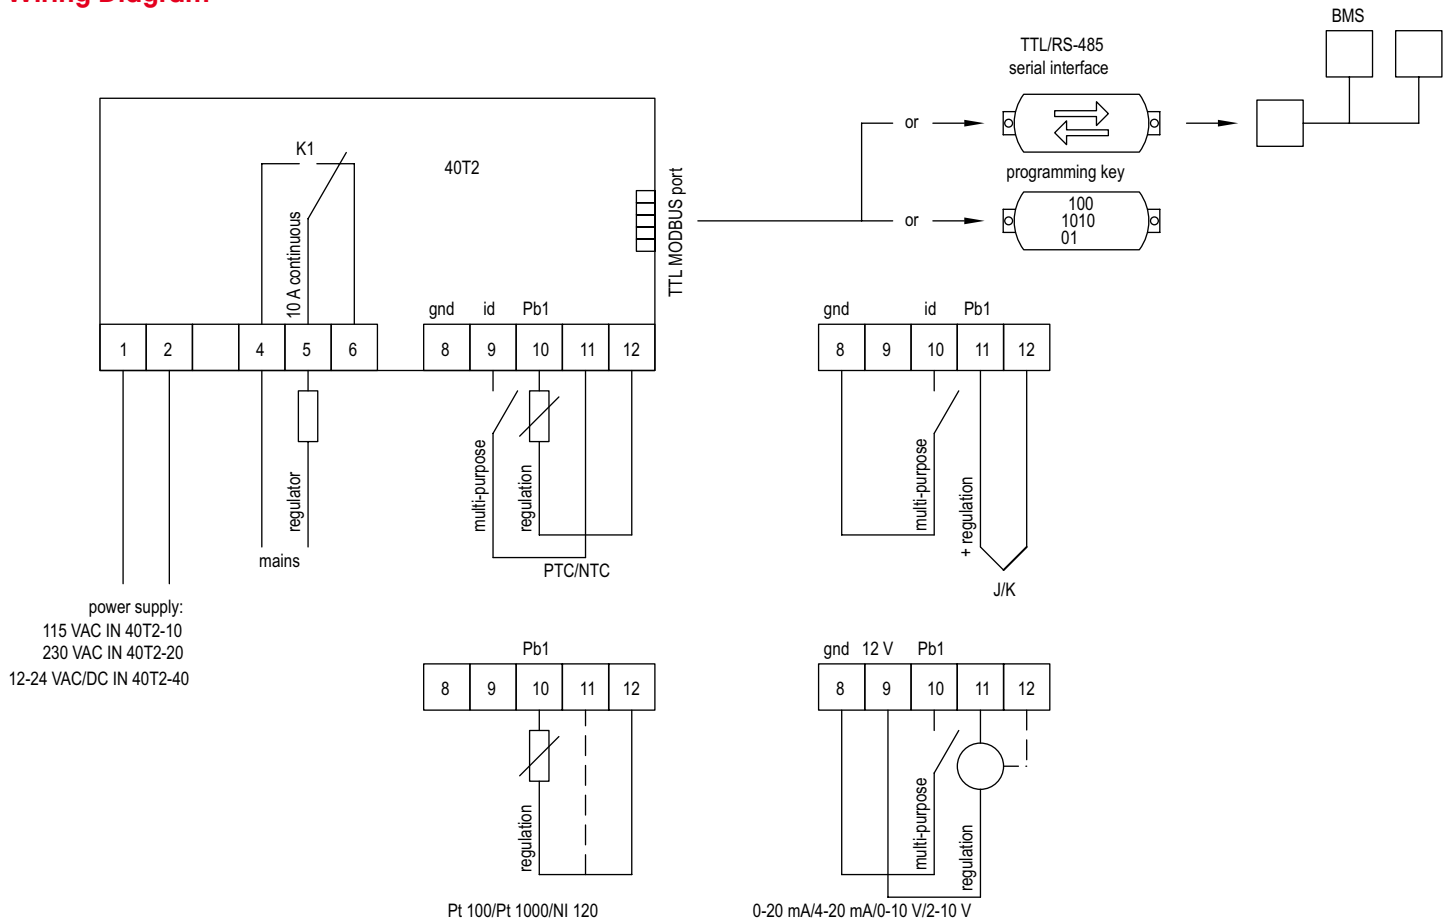 Wiring Diagram
BMS
TTL/RS-485
serial interface
or
K1
40T2
10 A continuous
TTL MODBUS port
programming key
100
1010
01
or
gnd id Pb1
1 2 4 5 6 8 9 10 11 12
regulator
mains
multi-purpose
regulation
PTC/NTC
gnd id Pb1
8 9 10 11 12
multi-purpose
+ regulation
J/K
power supply:
115 VAC IN 40T2-10
230 VAC IN 40T2-20
12-24 VAC/DC IN 40T2-40
Pb1
8 9 10 11 12
regulation
Pt 100/Pt 1000/NI 120
gnd 12 V Pb1
8 9 10 11 12
multi-purpose
regulation
0-20 mA/4-20 mA/0-10 V/2-10 V